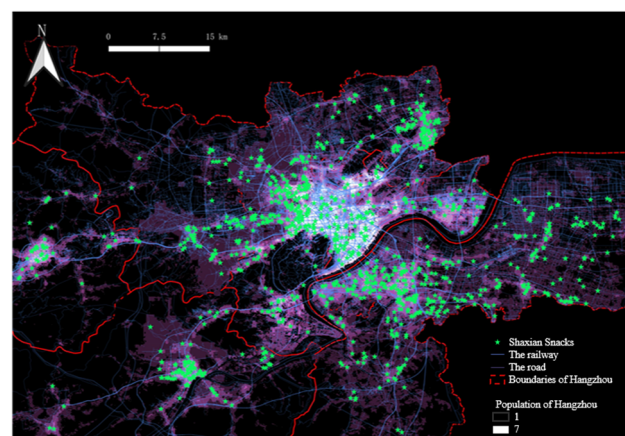 N
0 7.5 15 km
Shaxian Snacks
The railway
The road
Boundaries of Hangzhou
Population of Hangzhou
1
7